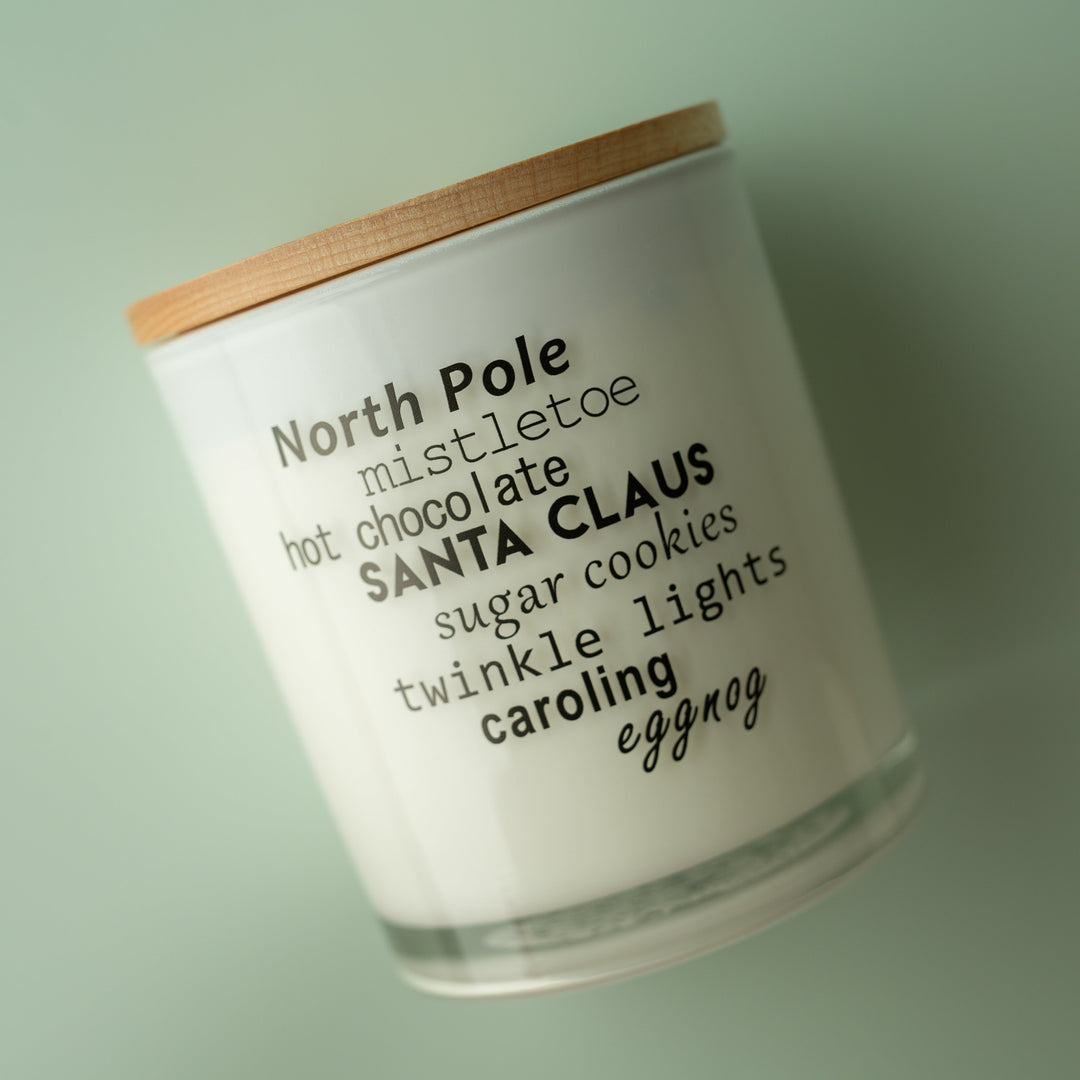 North Pole
mistletoe
hot chocolate
SANTA CLAUS
sugar cookies
twinkle lights
caroling
eggnog